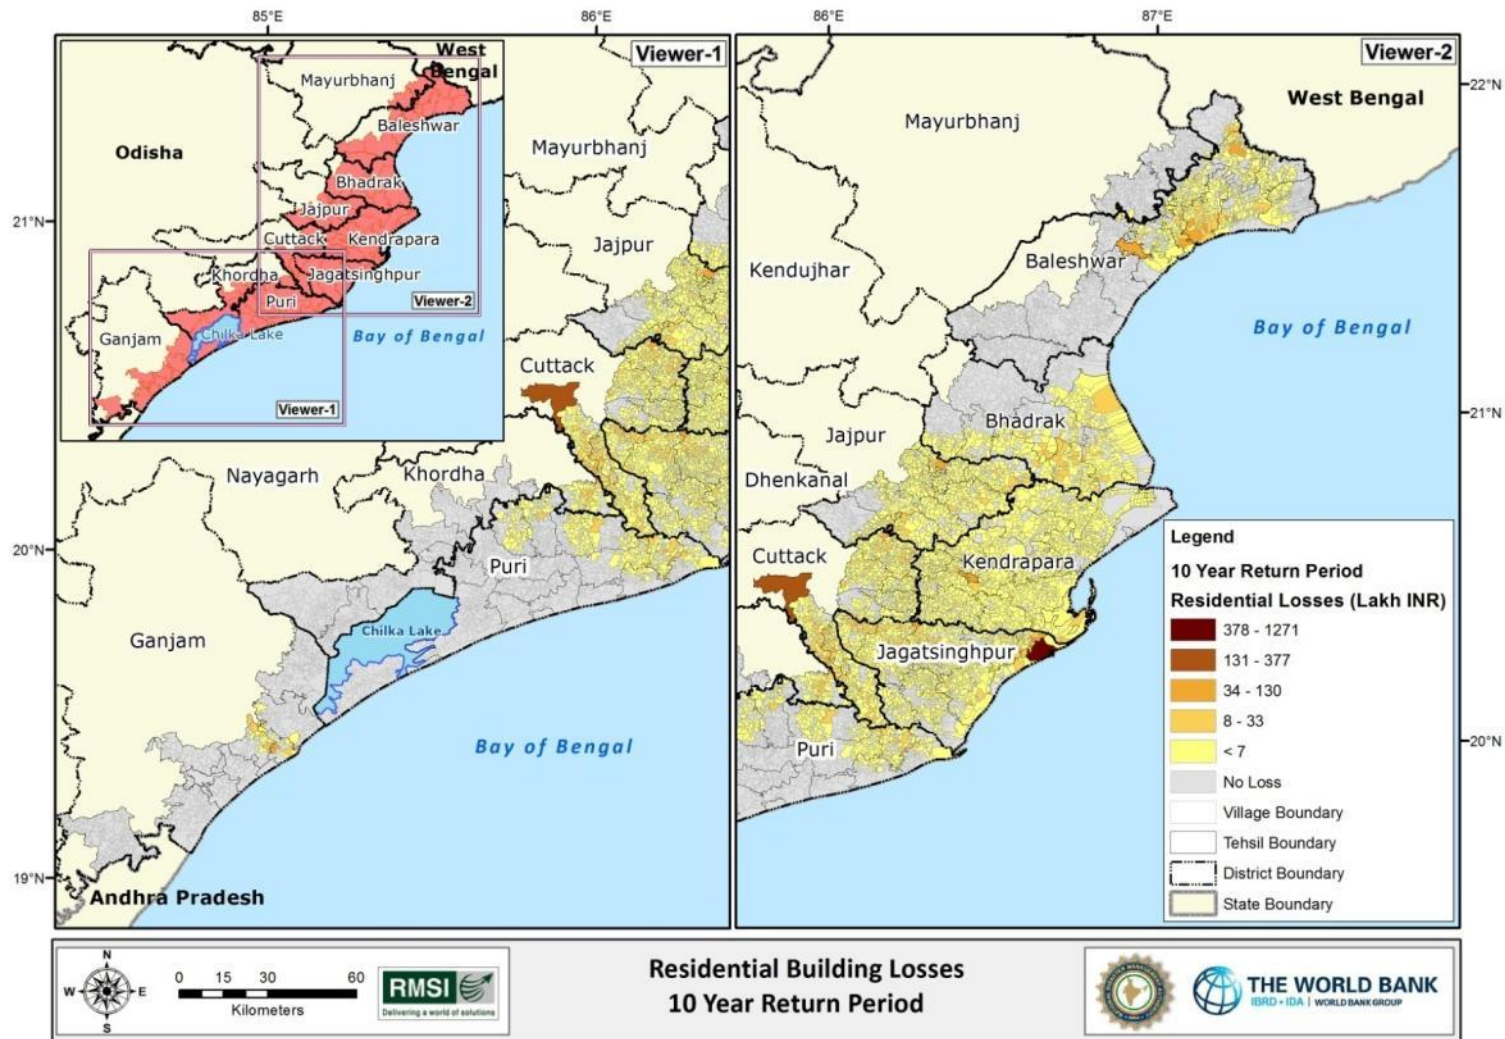 85°E
86°E
86°E
87°E
Viewer-1
West
Bengal
Mayurbhanj
Baleshwar
Odisha
Bhadrak
Jajpur
Cuttack
Kendrapara
Khordha
Jagatsinghpur
Puri
Viewer-2
Ganjam
Chilka Lake
Bay of Bengal
Viewer-1
Mayurbhanj
Jajpur
Cuttack
Nayagarh
Khordha
Puri
Ganjam
Chilka Lake
Bay of Bengal
Andhra Pradesh
21°N
20°N
19°N
Viewer-2
22°N
21°N
20°N
West Bengal
Mayurbhanj
Kendujhar
Baleshwar
Bay of Bengal
Bhadrak
Jajpur
Dhenkanal
Cuttack
Kendrapara
Jagatsinghpur
Puri
Legend
10 Year Return Period
Residential Losses (Lakh INR)
378 - 1271
131 - 377
34 - 130
8 - 33
< 7
No Loss
Village Boundary
Tehsil Boundary
District Boundary
State Boundary
N
W
E
S
0 15 30 60
Kilometers
RMSI
Delivering a world of solutions
Residential Building Losses
10 Year Return Period
THE WORLD BANK
IBRD • IDA | WORLD BANK GROUP